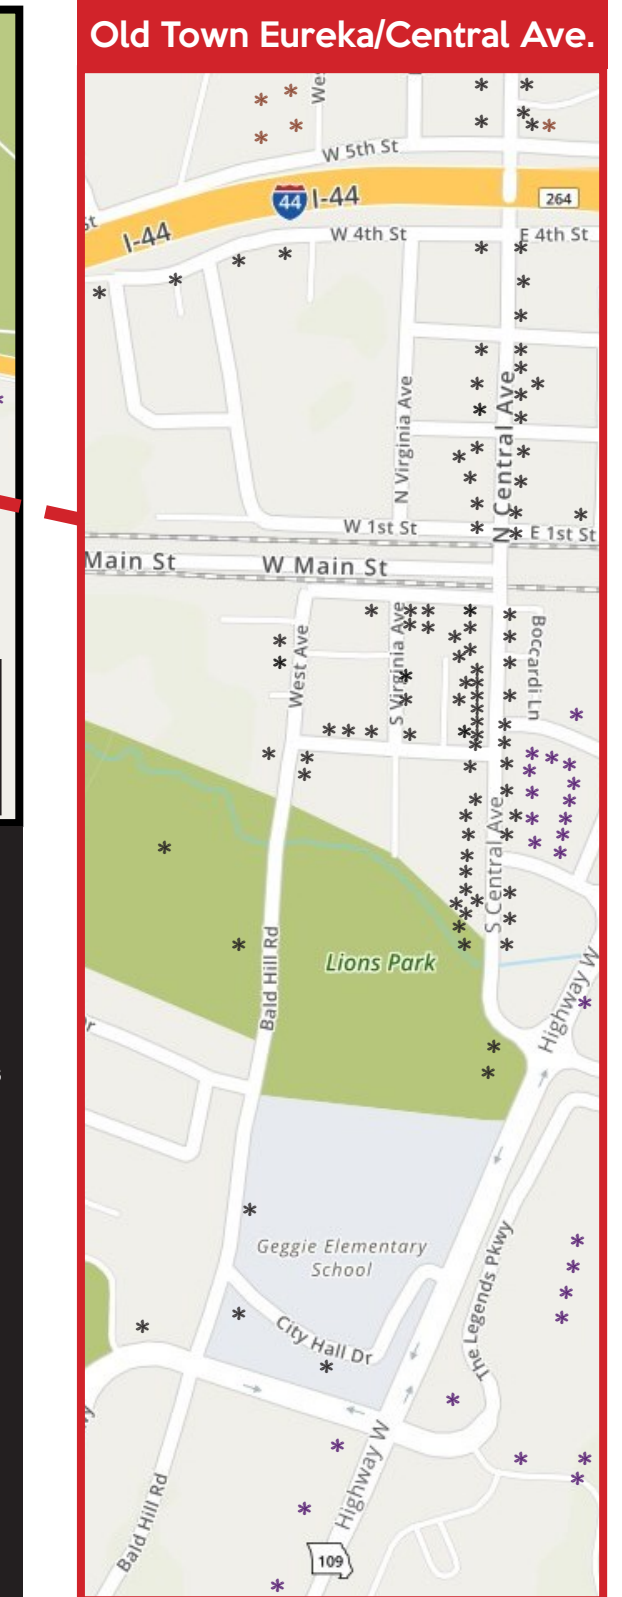 Old Town Eureka/Central Ave.
Wes
W 5th St
44
I-44
264
St
I-44
W 4th St
E 4th St
N Virginia Ave
N Central Ave
W 1st St
E 1st St
Main St
W Main St
West Ave
S Virginia Ave
Boccardi Ln
S Central Ave
Bald Hill Rd
Lions Park
Highway W
Geggie Elementary
School
The Legends Pkwy
City Hall Dr
Bald Hill Rd
Highway W
109